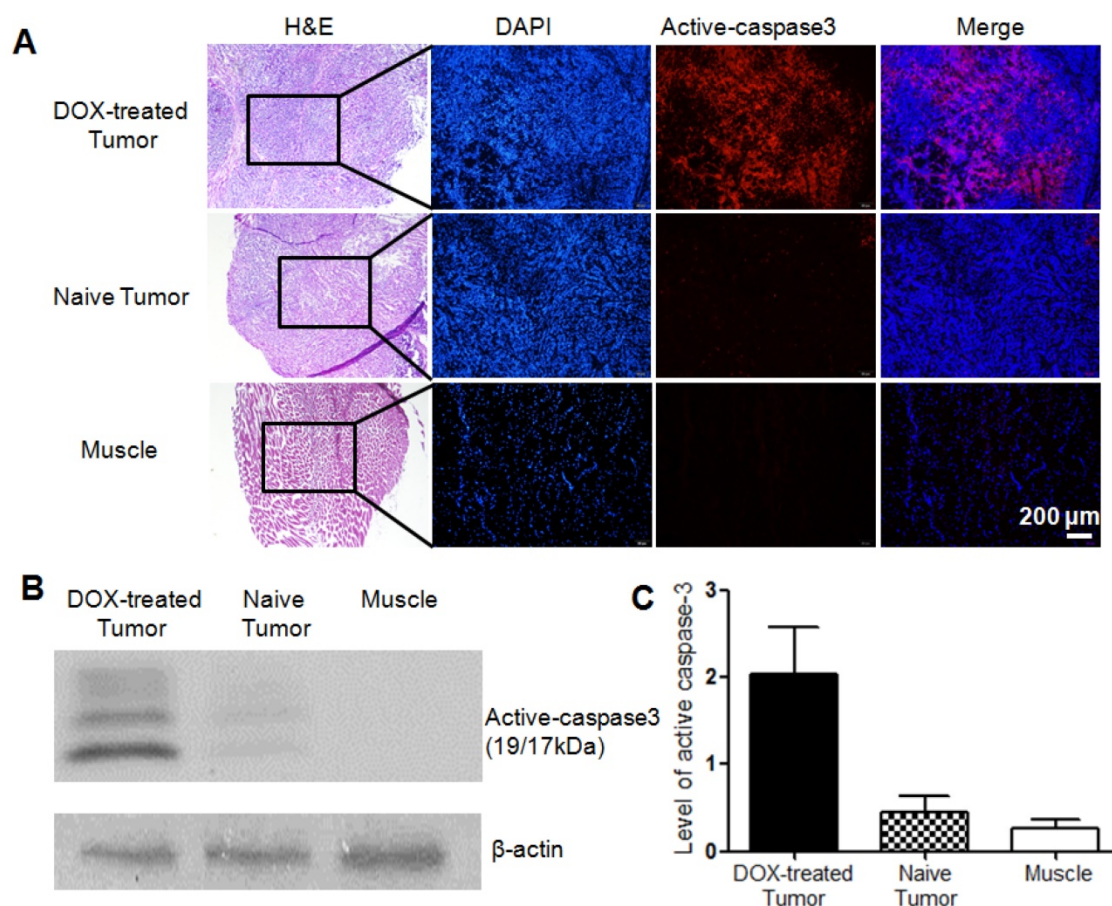 A
H&E
DAPI
Active-caspase3
Merge
DOX-treated
Tumor
Naive Tumor
Muscle
200 µm
B
DOX-treated
Tumor
Naive
Tumor
Muscle
Active-caspase3
(19/17kDa)
β-actin
C
Level of active caspase-3
3
2
1
0
DOX-treated
Tumor
Naive
Tumor
Muscle